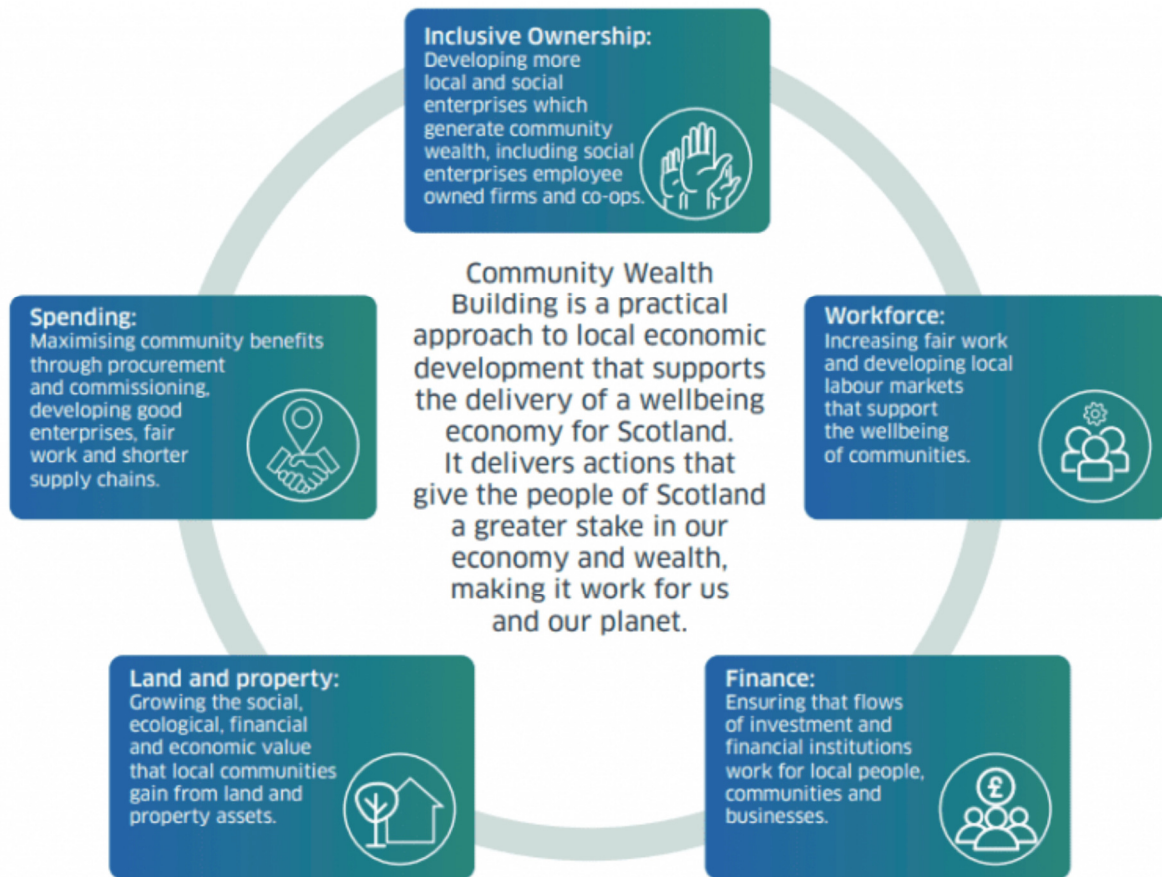 Inclusive Ownership:
Developing more
local and social
enterprises which
generate community
wealth, including social
enterprises employee
owned firms and co-ops.
Spending:
Maximising community benefits
through procurement
and commissioning,
developing good
enterprises, fair
work and shorter
supply chains.
Community Wealth
Building is a practical
approach to local economic
development that supports
the delivery of a wellbeing
economy for Scotland.
It delivers actions that
give the people of Scotland
a greater stake in our
economy and wealth,
making it work for us
and our planet.
Workforce:
Increasing fair work
and developing local
labour markets
that support
the wellbeing
of communities.
Land and property:
Growing the social,
ecological, financial
and economic value
that local communities
gain from land and
property assets.
Finance:
Ensuring that flows
of investment and
financial institutions
work for local people,
communities and
businesses.
£